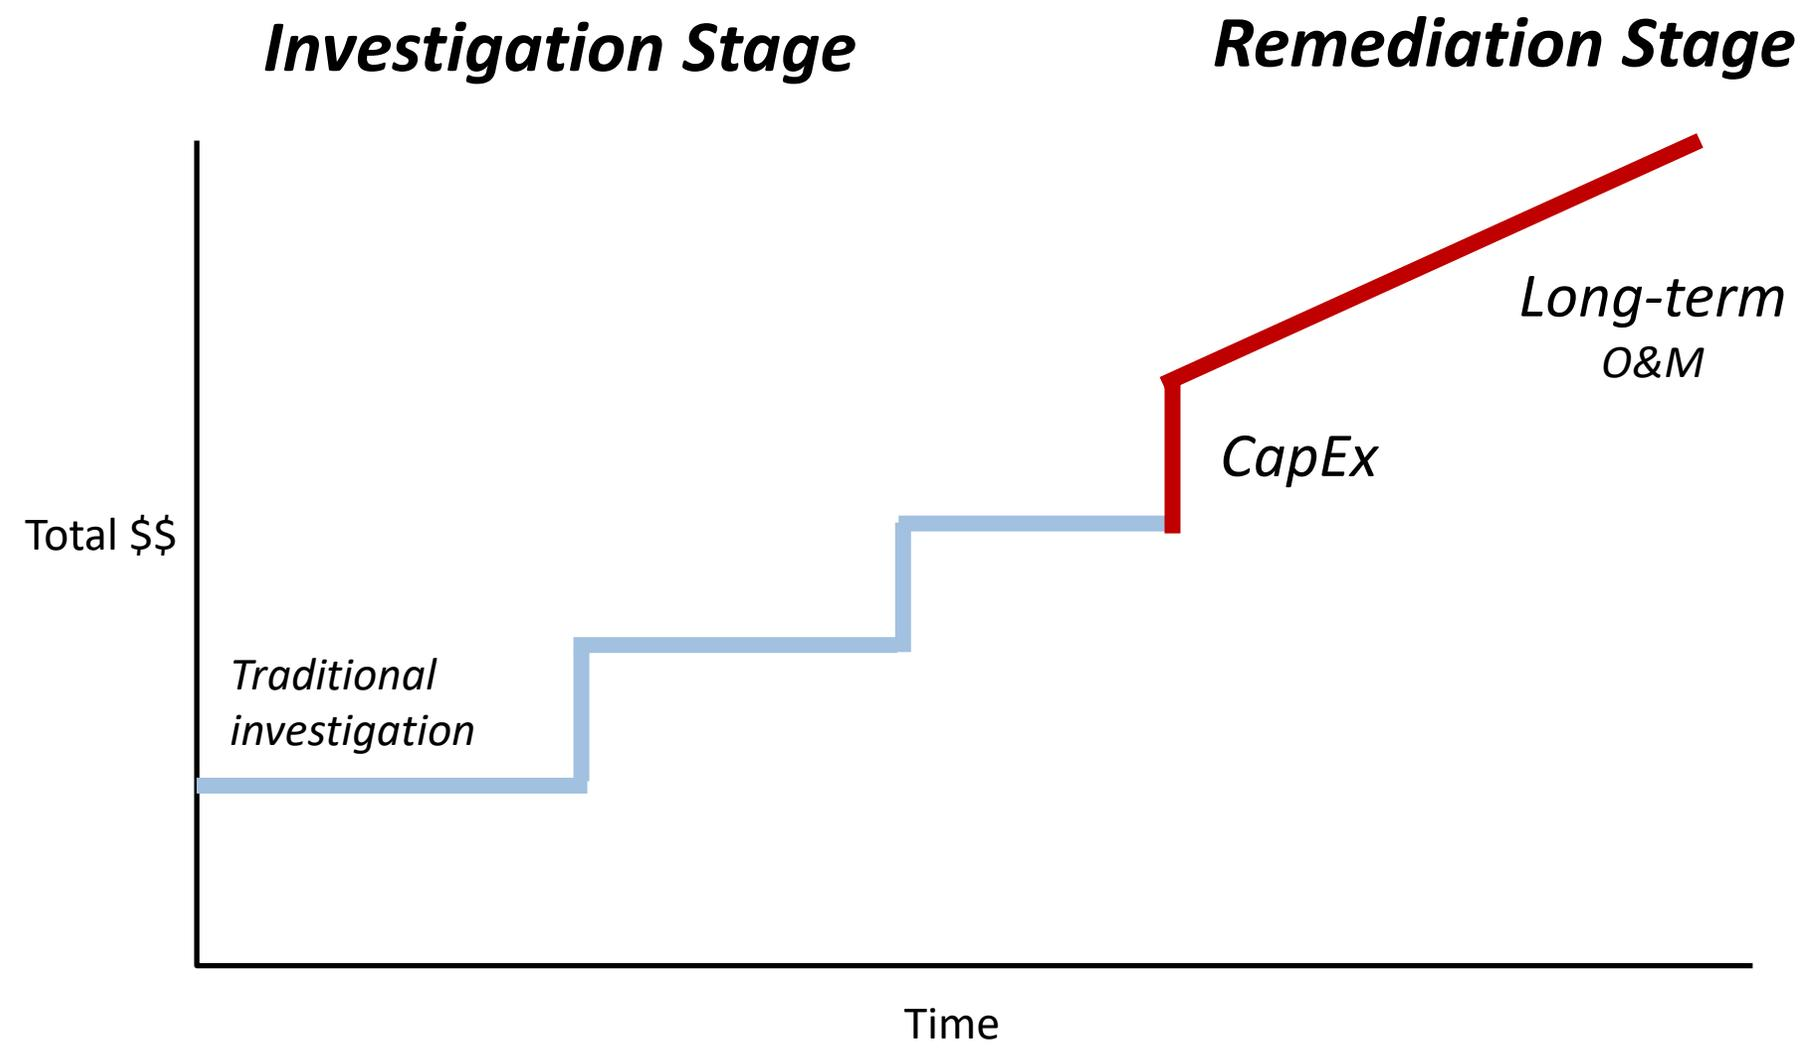 Investigation Stage
Remediation Stage
Long-term
O&M
CapEx
Total $$
Traditional
investigation
Time